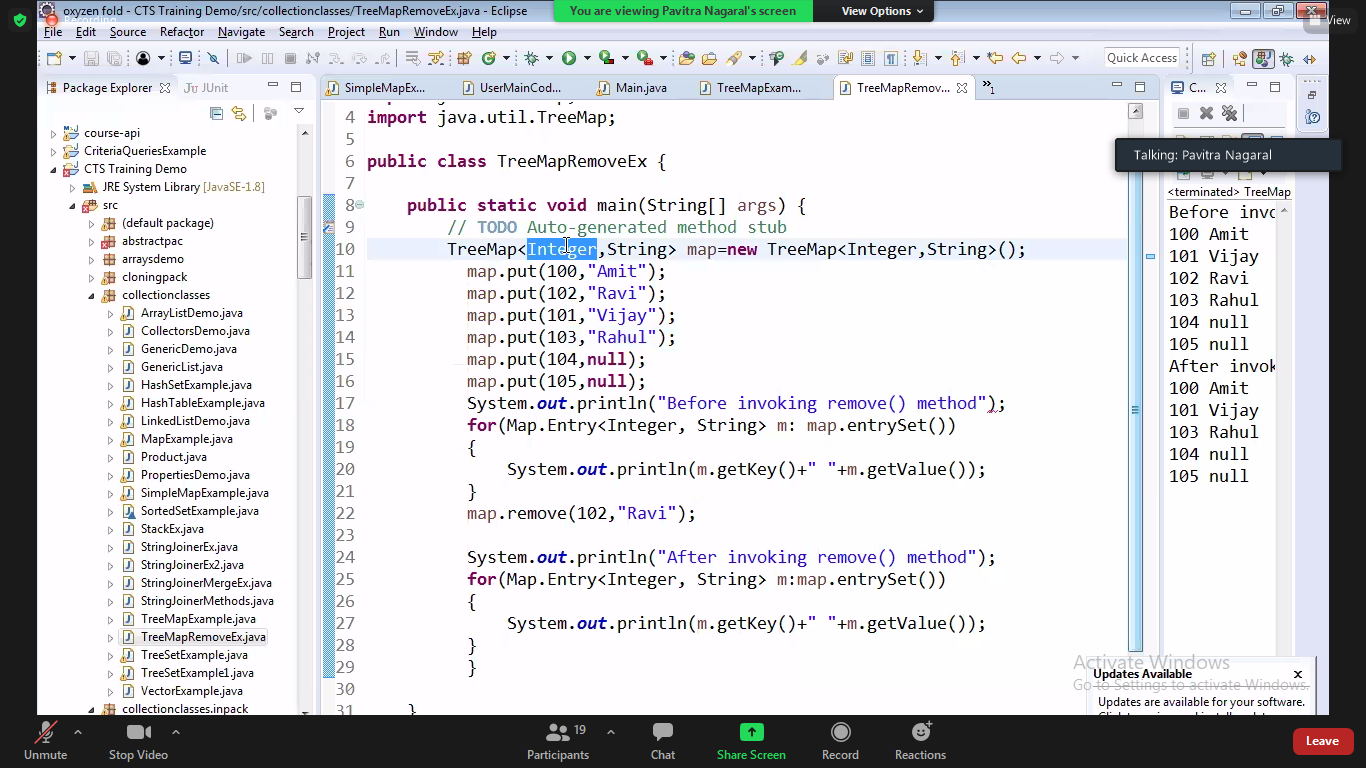 oxyzen fold - CTS Training Demo/src/collectionclasses/TreeMapRemoveEx.java - Eclipse
You are viewing Pavitra Nagaral's screen
View Options
Recording
View
File Edit Source Refactor Navigate Search Project Run Window Help
Quick Access
Package Explorer
JUnit
SimpleMapEx...
UserMainCod...
Main.java
TreeMapExam...
TreeMapRemov...
C...
Talking: Pavitra Nagaral
course-api
CriteriaQueriesExample
CTS Training Demo
JRE System Library [JavaSE-1.8]
src
(default package)
abstractpac
arraysdemo
cloningpack
collectionclasses
ArrayListDemo.java
CollectorsDemo.java
GenericDemo.java
GenericList.java
HashSetExample.java
HashTableExample.java
LinkedListDemo.java
MapExample.java
Product.java
PropertiesDemo.java
SimpleMapExample.java
SortedSetExample.java
StackEx.java
StringJoinerEx.java
StringJoinerEx2.java
StringJoinerMergeEx.java
StringJoinerMethods.java
TreeMapExample.java
TreeMapRemoveEx.java
TreeSetExample.java
TreeSetExample1.java
VectorExample.java
collectionclasses.inpack
4 import java.util.TreeMap;
5
6 public class TreeMapRemoveEx {
7
8 public static void main(String[] args) {
9 // TODO Auto-generated method stub
10 TreeMap<Integer,String> map=new TreeMap<Integer,String>();
11 map.put(100,"Amit");
12 map.put(102,"Ravi");
13 map.put(101,"Vijay");
14 map.put(103,"Rahul");
15 map.put(104,null);
16 map.put(105,null);
17 System.out.println("Before invoking remove() method");
18 for(Map.Entry<Integer, String> m: map.entrySet())
19 {
20 System.out.println(m.getKey()+" "+m.getValue());
21 }
22 map.remove(102,"Ravi");
23
24 System.out.println("After invoking remove() method");
25 for(Map.Entry<Integer, String> m:map.entrySet())
26 {
27 System.out.println(m.getKey()+" "+m.getValue());
28 }
29 }
30
31 }
<terminated> TreeMap
Before invo
100 Amit
101 Vijay
102 Ravi
103 Rahul
104 null
105 null
After invok
100 Amit
101 Vijay
103 Rahul
104 null
105 null
Activate Windows
Go to Settings to activate Windows.
Updates Available
Updates are available for your software.
Unmute
Stop Video
Participants
19
Chat
Share Screen
Record
Reactions
Leave